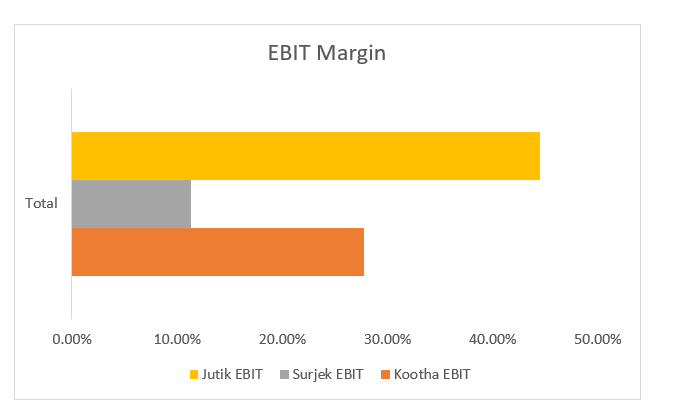 EBIT Margin
Total
0.00% 10.00% 20.00% 30.00% 40.00% 50.00%
Jutik EBIT Surjek EBIT Kootha EBIT